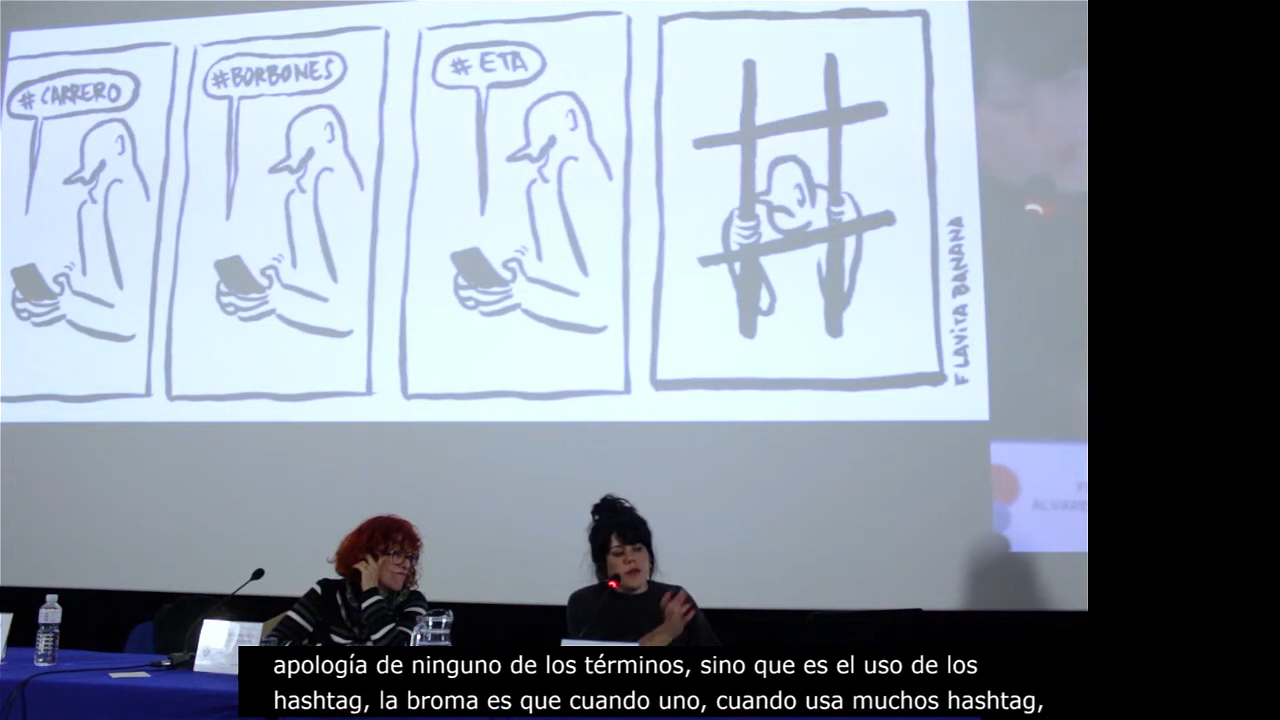 # CARRERO
#BORBONES
# ETA
FLAVITA BANANA
apología de ninguno de los términos, sino que es el uso de los
hashtag, la broma es que cuando uno, cuando usa muchos hashtag,